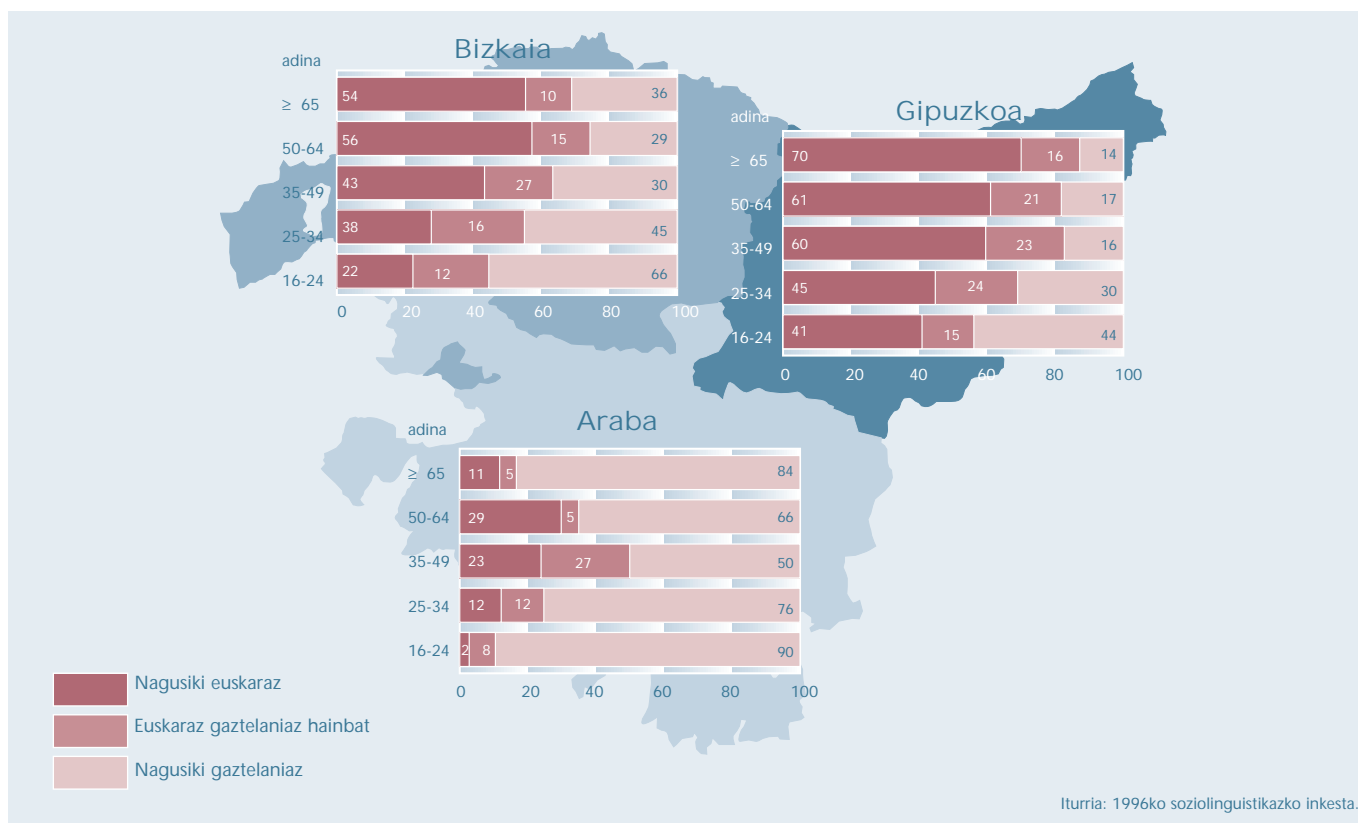 Bizkaia
adina
≥ 65 54 10 36
50-64 56 15 29
35-49 43 27 30
25-34 38 16 45
16-24 22 12 66
0 20 40 60 80 100
Gipuzkoa
adina
≥ 65 70 16 14
50-64 61 21 17
35-49 60 23 16
25-34 45 24 30
16-24 41 15 44
0 20 40 60 80 100
Araba
adina
≥ 65 11 5 84
50-64 29 5 66
35-49 23 27 50
25-34 12 12 76
16-24 2 8 90
0 20 40 60 80 100
Nagusiki euskaraz
Euskaraz gaztelaniaz hainbat
Nagusiki gaztelaniaz
Iturria: 1996ko soziolinguistikazko inkesta.